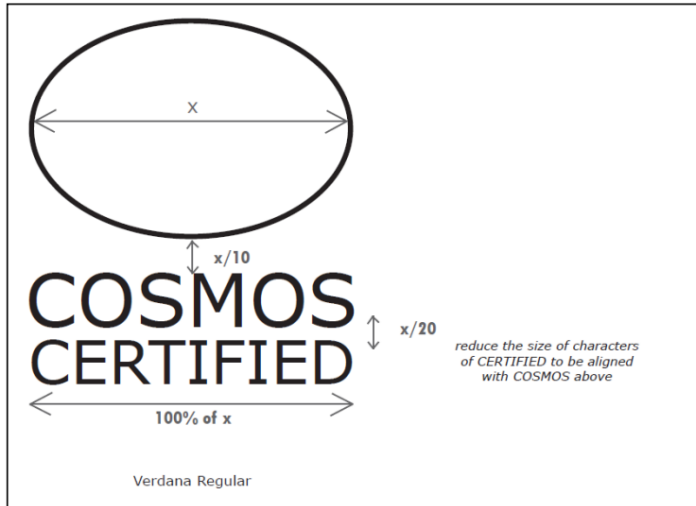 x
x/10
COSMOS
x/20
CERTIFIED
reduce the size of characters
of CERTIFIED to be aligned
with COSMOS above
100% of x
Verdana Regular